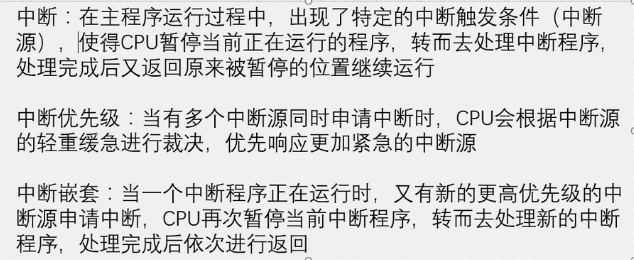 中断：在主程序运行过程中，出现了特定的中断触发条件（中断
源），使得CPU暂停当前正在运行的程序，转而去处理中断程序，
处理完成后又返回原来被暂停的位置继续运行
中断优先级：当有多个中断源同时申请中断时，CPU会根据中断源
的轻重缓急进行裁决，优先响应更加紧急的中断源
中断嵌套：当一个中断程序正在运行时，又有新的更高优先级的中
断源申请中断，CPU再次暂停当前中断程序，转而去处理新的中断
程序，处理完成后依次进行返回